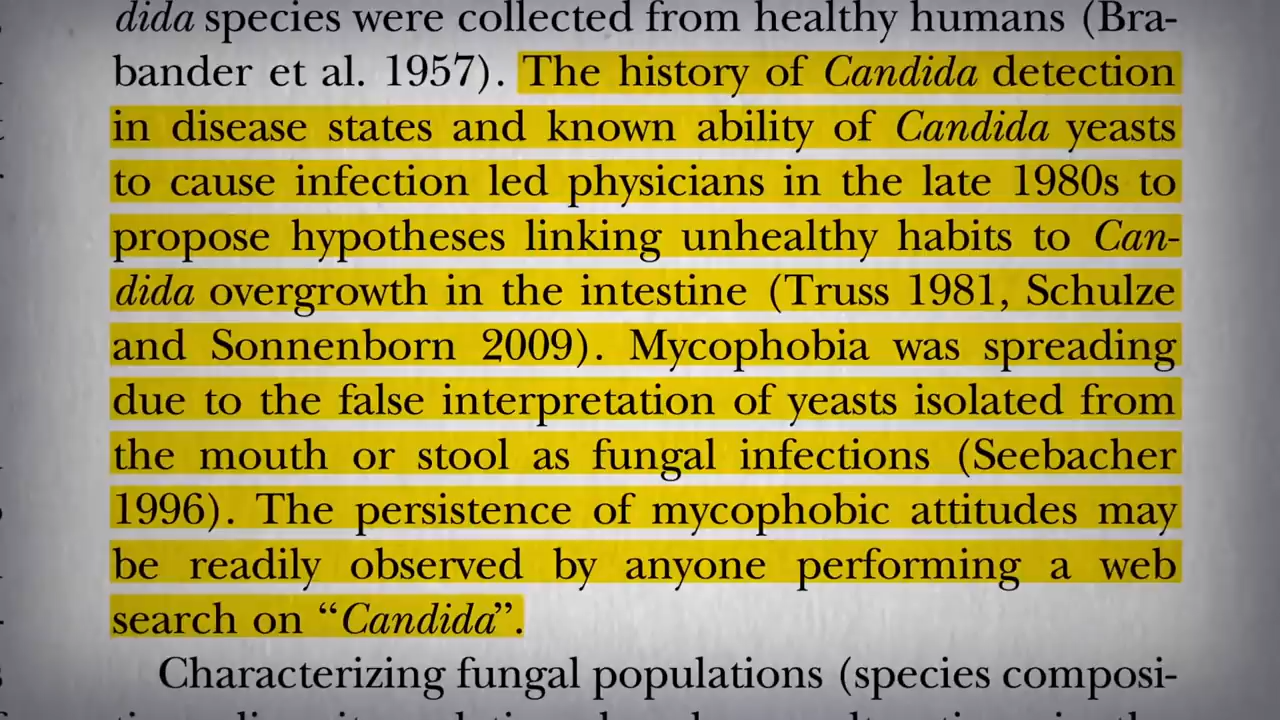 dida species were collected from healthy humans (Bra-
bander et al. 1957). The history of Candida detection
in disease states and known ability of Candida yeasts
to cause infection led physicians in the late 1980s to
propose hypotheses linking unhealthy habits to Can-
dida overgrowth in the intestine (Truss 1981, Schulze
and Sonnenborn 2009). Mycophobia was spreading
due to the false interpretation of yeasts isolated from
the mouth or stool as fungal infections (Seebacher
1996). The persistence of mycophobic attitudes may
be readily observed by anyone performing a web
search on “Candida”.
Characterizing fungal populations (species composi-